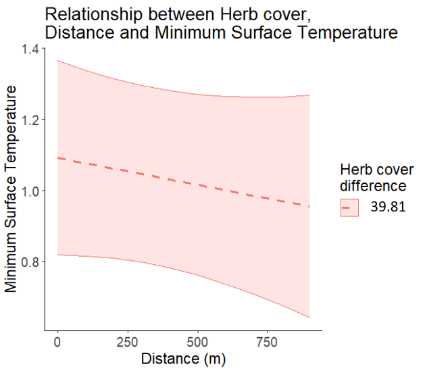 Relationship between Herb cover,
Distance and Minimum Surface Temperature
1.4
1.2
1.0
0.8
Minimum Surface Temperature
0 250 500 750
Distance (m)
Herb cover
difference
39.81